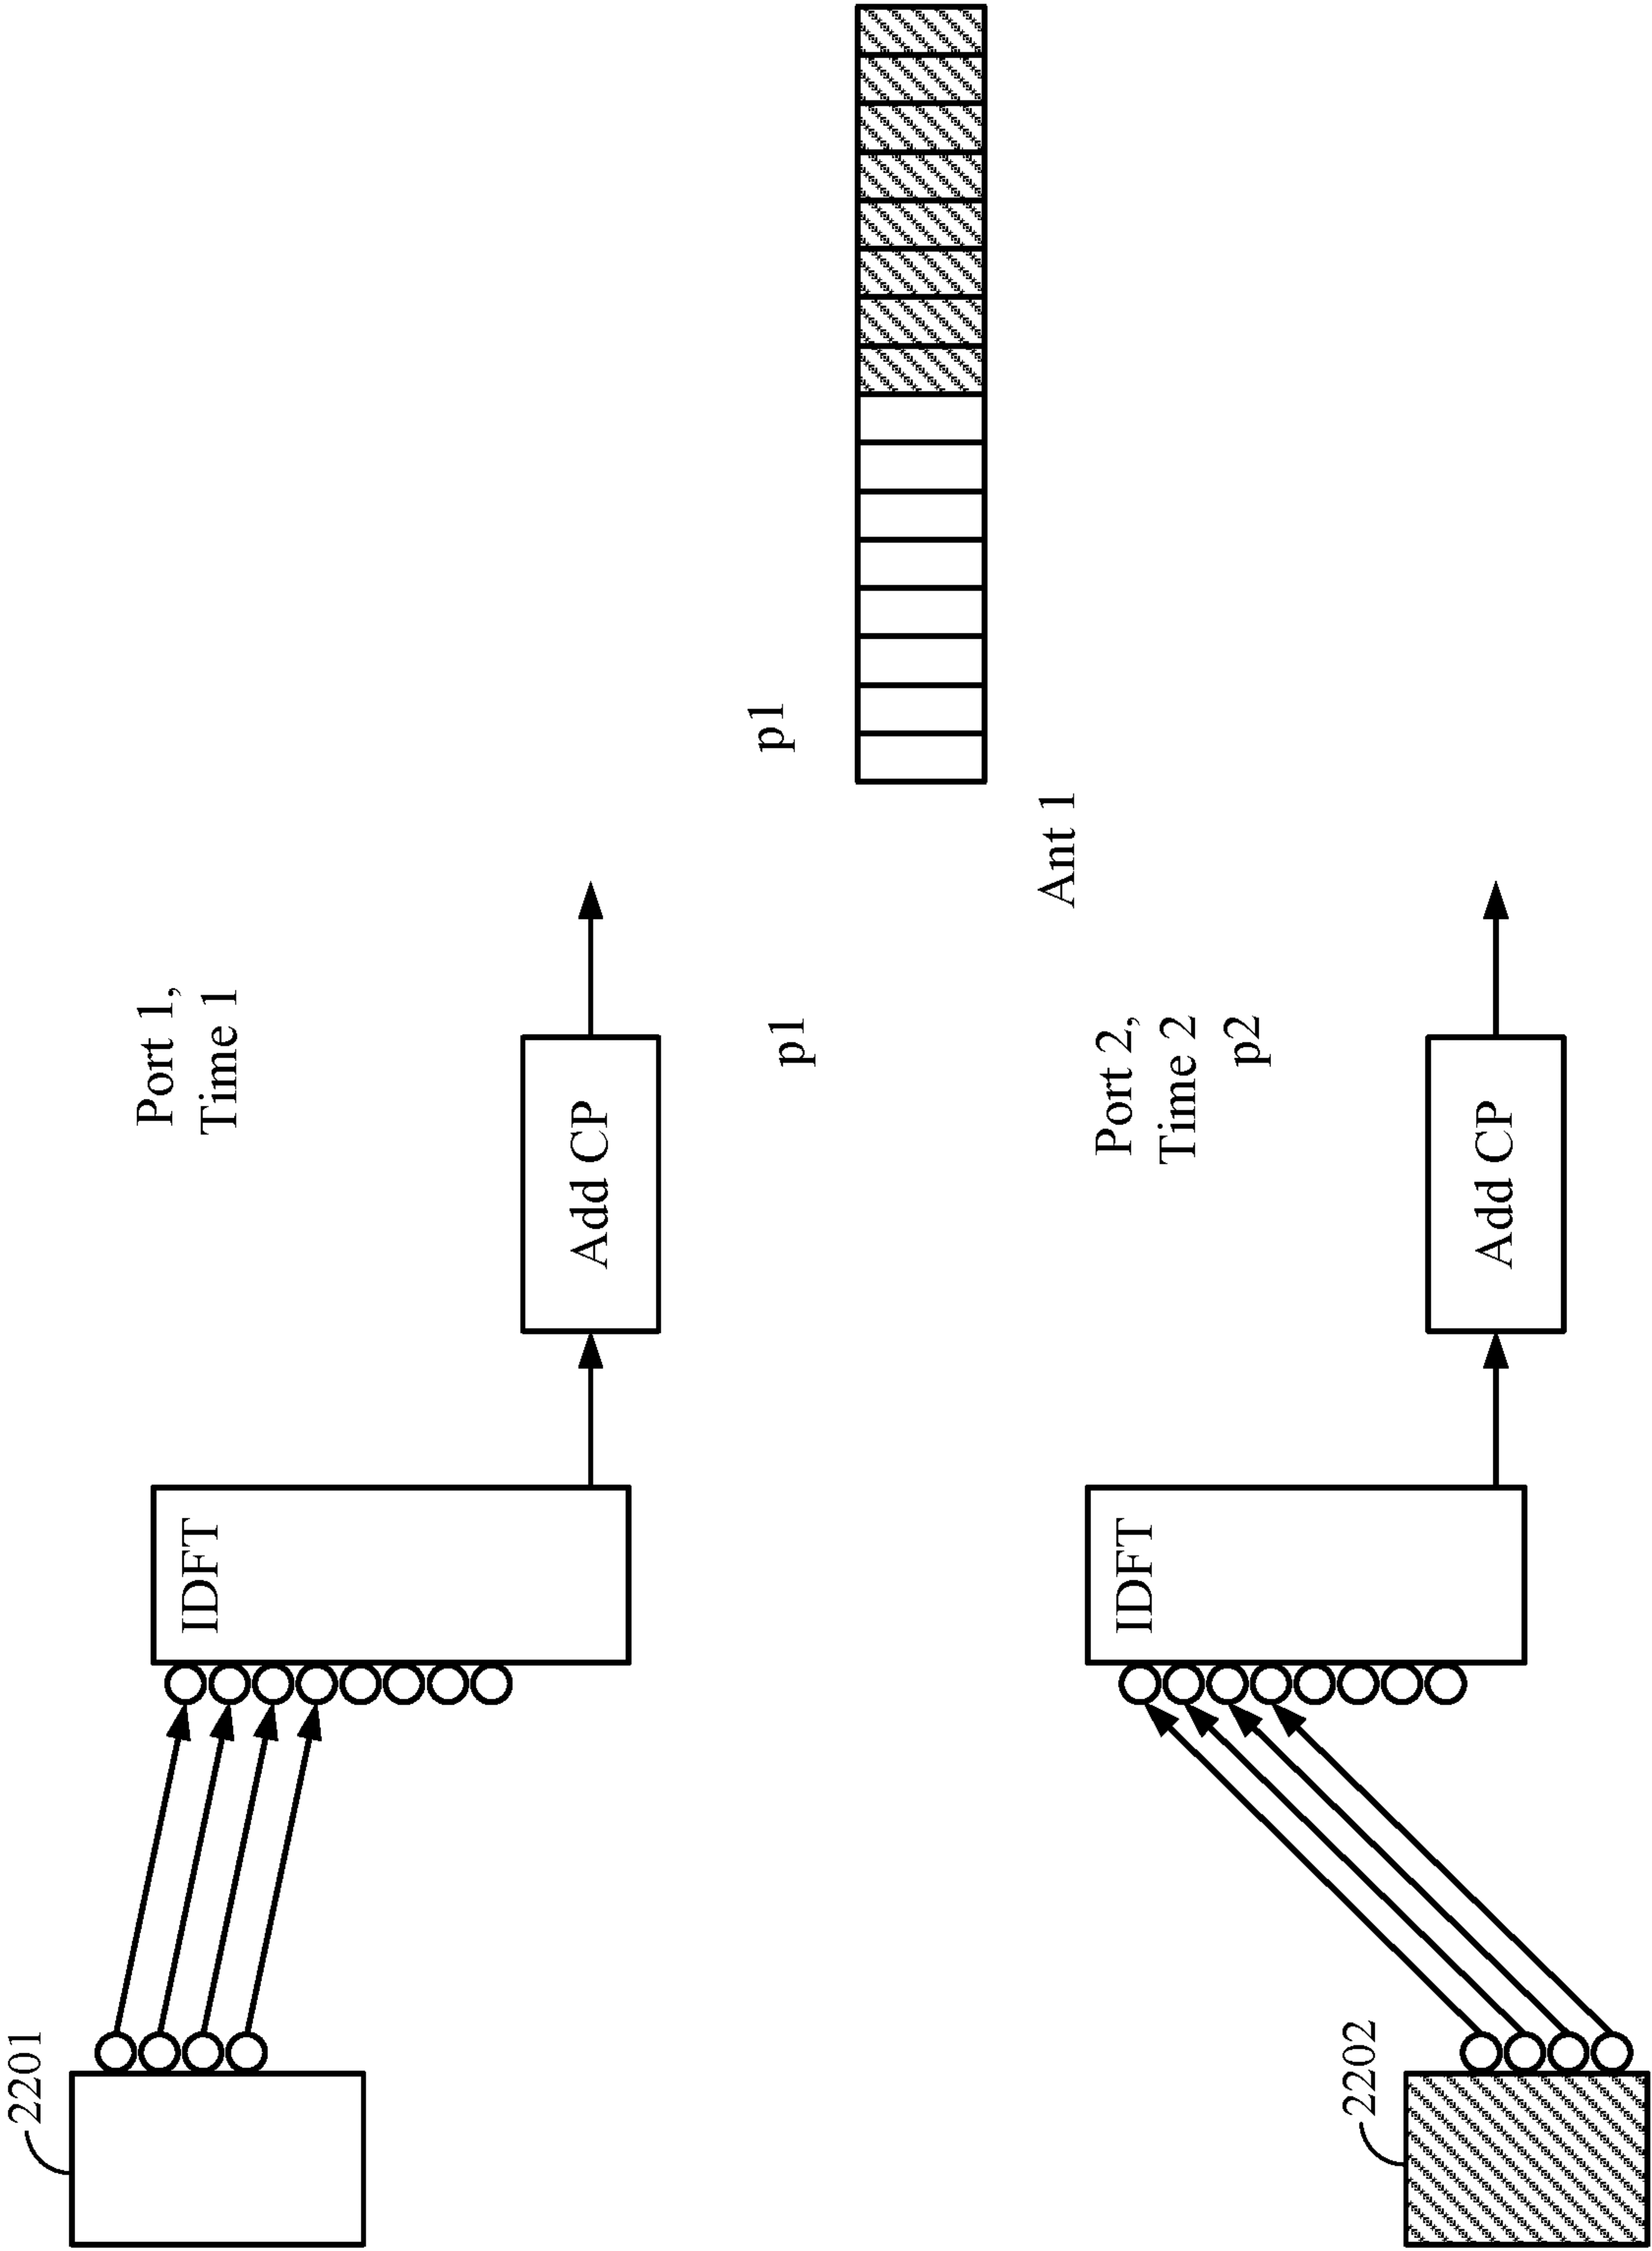 2201
IDFT
Add CP
Port 1,
Time 1
p1
p1
Ant 1
2202
IDFT
Add CP
Port 2,
Time 2
p2